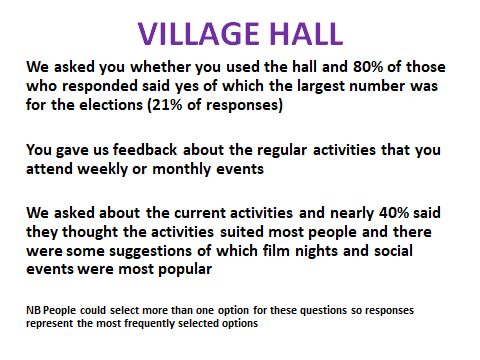 VILLAGE HALL
We asked you whether you used the hall and 80% of those
who responded said yes of which the largest number was
for the elections (21% of responses)
You gave us feedback about the regular activities that you
attend weekly or monthly events
We asked about the current activities and nearly 40% said
they thought the activities suited most people and there
were some suggestions of which film nights and social
events were most popular
NB People could select more than one option for these questions so responses
represent the most frequently selected options